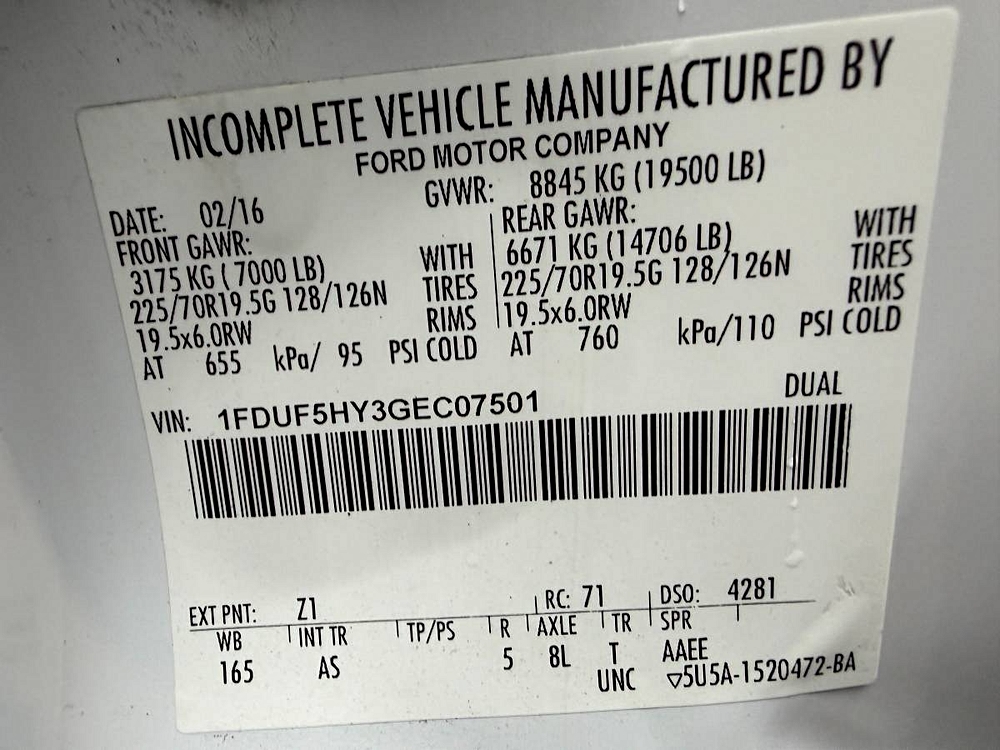 INCOMPLETE VEHICLE MANUFACTURED BY
FORD MOTOR COMPANY
DATE: 02/16 GVWR: 8845 KG (19500 LB)
FRONT GAWR: REAR GAWR:
3175 KG ( 7000 LB) WITH 6671 KG (14706 LB) WITH
225/70R19.5G 128/126N TIRES 225/70R19.5G 128/126N TIRES
19.5x6.0RW RIMS 19.5x6.0RW RIMS
AT 655 kPa/ 95 PSI COLD AT 760 kPa/110 PSI COLD
VIN: 1FDUF5HY3GEC07501 DUAL
EXT PNT: Z1 RC: 71 DSO: 4281
WB INT TR TP/PS R AXLE TR SPR
165 AS 5 8L T AAEE
UNC ▽5U5A-1520472-BA